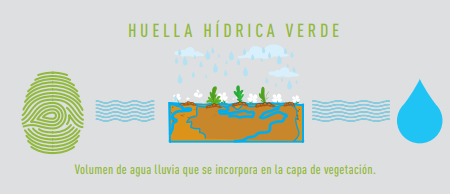 HUELLA HÍDRICA VERDE
Volumen de agua lluvia que se incorpora en la capa de vegetación.